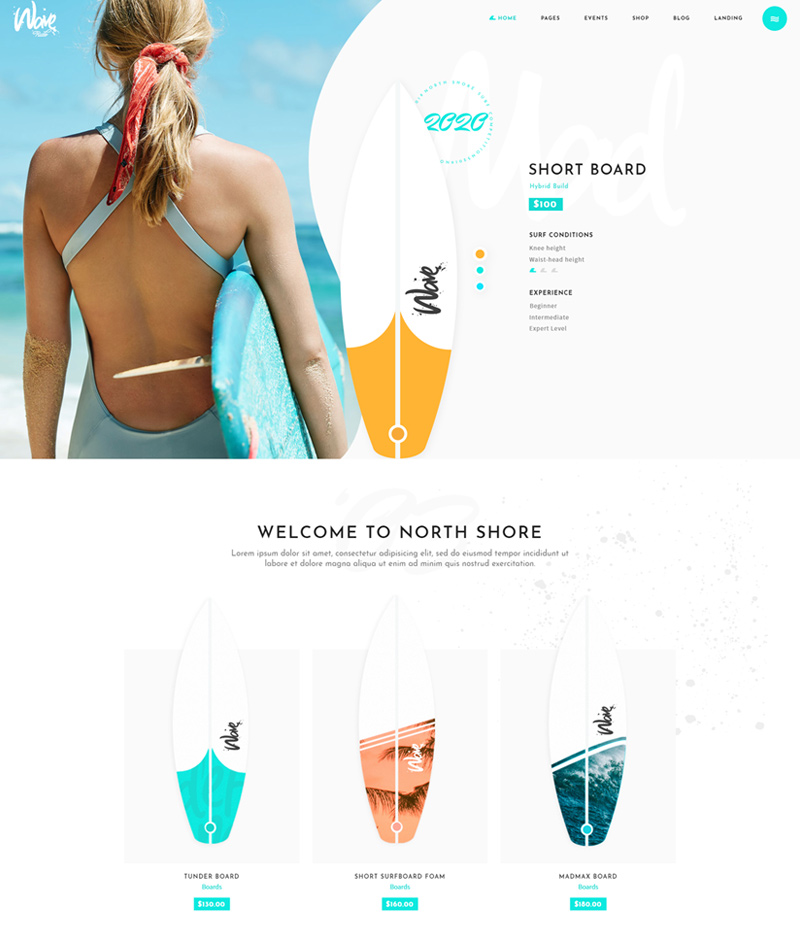 Wave
HOME PAGES EVENTS SHOP BLOG LANDING
Mad
2020
SHORT BOARD
Hybrid Build
$100
Wave
SURF CONDITIONS
Knee height
Waist-head height
EXPERIENCE
Beginner
Intermediate
Expert Level
WELCOME TO NORTH SHORE
Lorem ipsum dolor sit amet, consectetur adipisicing elit, sed do eiusmod tempor incididunt ut
labore et dolore magna aliqua ut enim ad minim quis nostrud exercitation.
Wave
Wave
Wave
TUNDER BOARD
Boards
$150.00
SHORT SURFBOARD FOAM
Boards
$160.00
MADMAX BOARD
Boards
$180.00